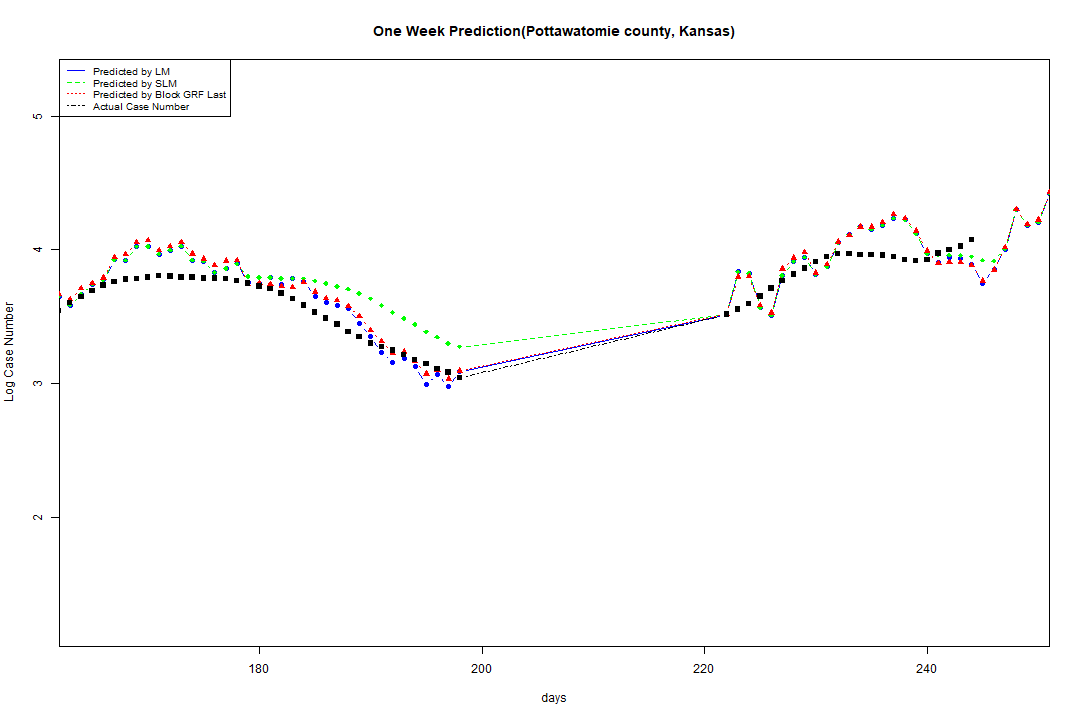 One Week Prediction(Pottawatomie county, Kansas)
Predicted by LM
Predicted by SLM
Predicted by Block GRF Last
Actual Case Number
5
4
3
2
Log Case Number
180
200
220
240
days